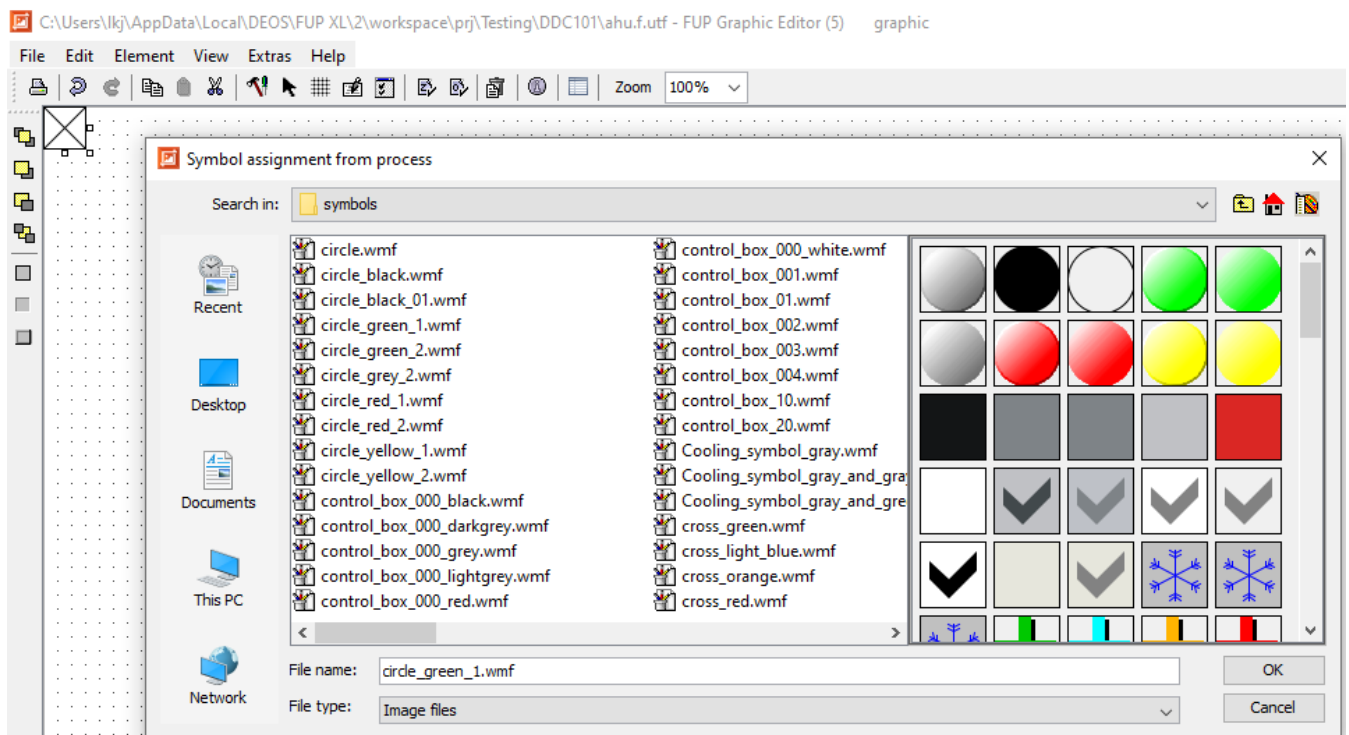 C:\Users\lkj\AppData\Local\DEOS\FUP XL\2\workspace\prj\Testing\DDC101\ahu.f.utf - FUP Graphic Editor (5) graphic
File Edit Element View Extras Help
Zoom 100%
Symbol assignment from process
Search in: symbols
Recent
Desktop
Documents
This PC
Network
circle.wmf
circle_black.wmf
circle_black_01.wmf
circle_green_1.wmf
circle_green_2.wmf
circle_grey_2.wmf
circle_red_1.wmf
circle_red_2.wmf
circle_yellow_1.wmf
circle_yellow_2.wmf
control_box_000_black.wmf
control_box_000_darkgrey.wmf
control_box_000_grey.wmf
control_box_000_lightgrey.wmf
control_box_000_red.wmf
control_box_000_white.wmf
control_box_001.wmf
control_box_01.wmf
control_box_002.wmf
control_box_003.wmf
control_box_004.wmf
control_box_10.wmf
control_box_20.wmf
Cooling_symbol_gray.wmf
Cooling_symbol_gray_and_gra
Cooling_symbol_gray_and_gre
cross_green.wmf
cross_light_blue.wmf
cross_orange.wmf
cross_red.wmf
File name: circle_green_1.wmf
OK
File type: Image files
Cancel